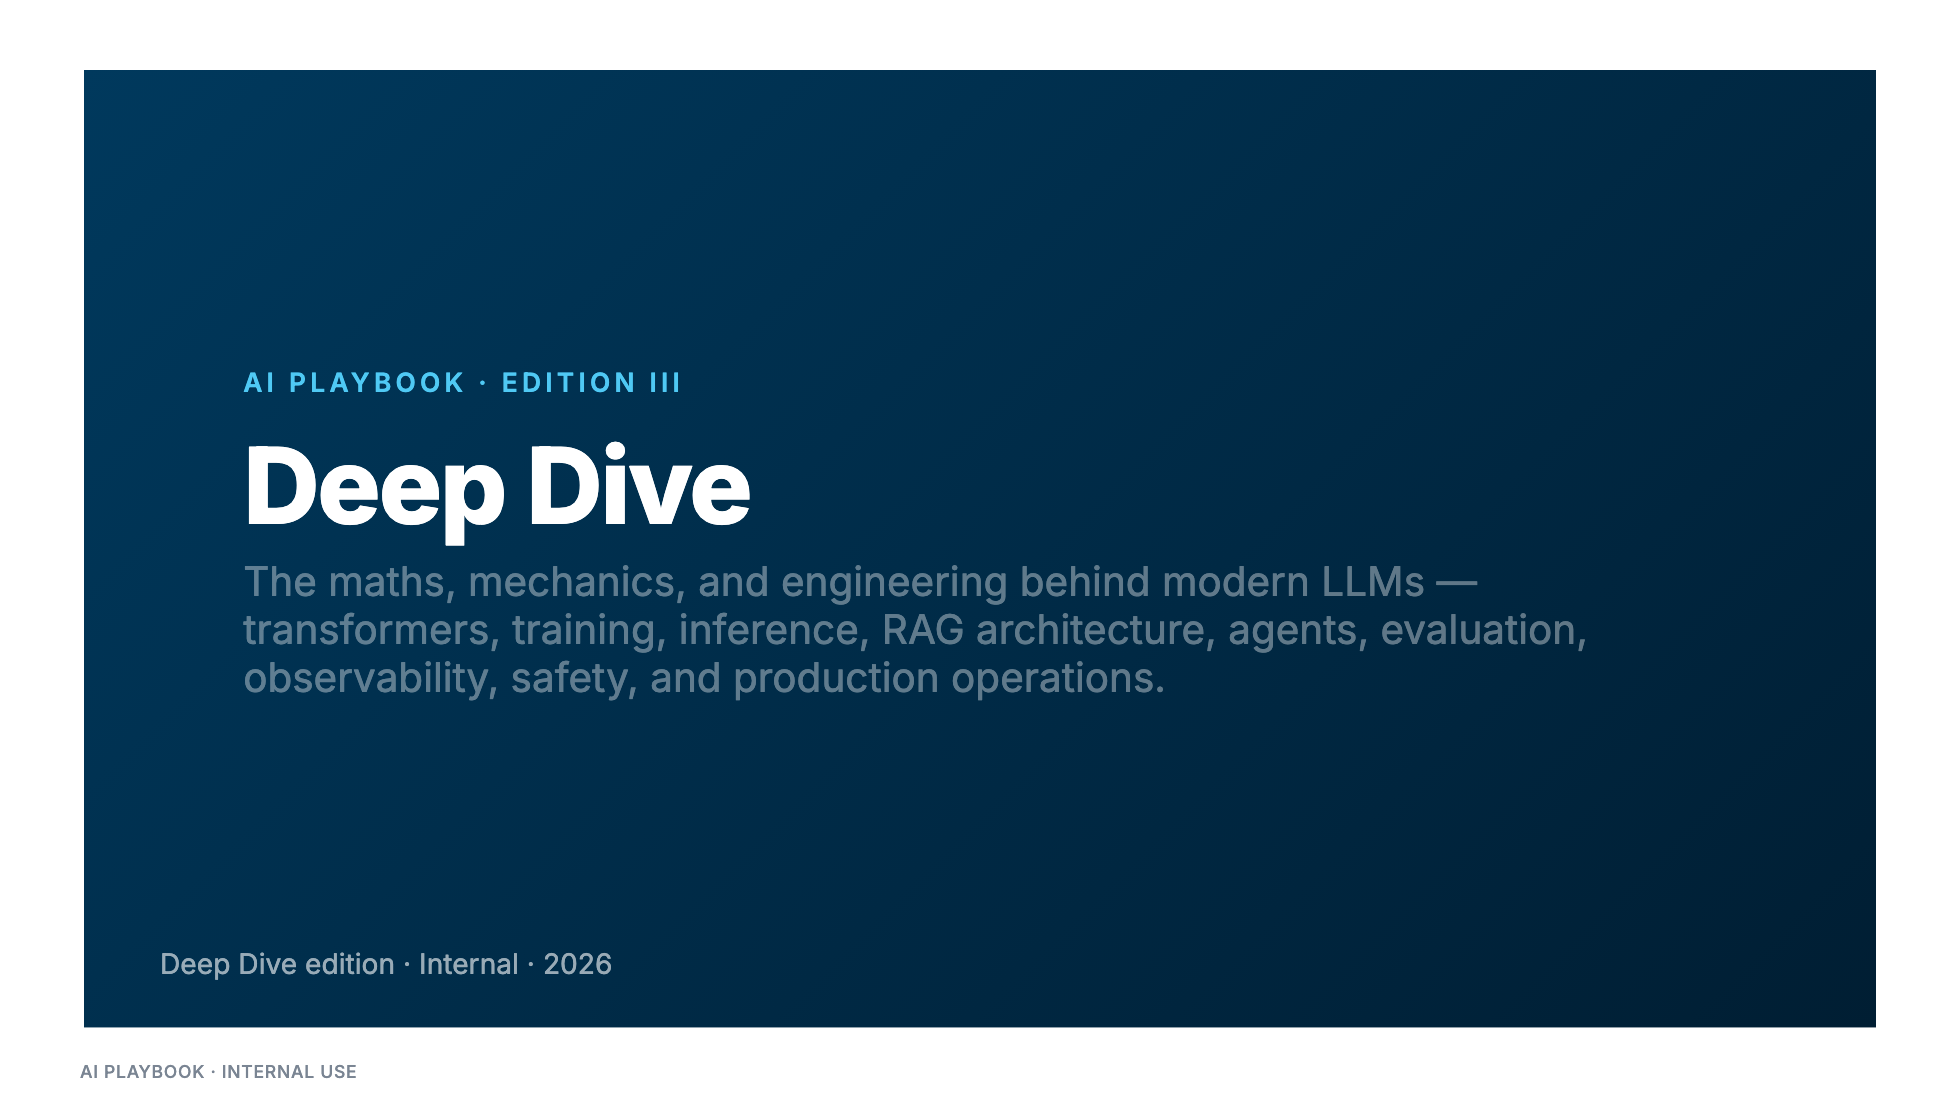 AI PLAYBOOK · EDITION III
Deep Dive
The maths, mechanics, and engineering behind modern LLMs —
transformers, training, inference, RAG architecture, agents, evaluation,
observability, safety, and production operations.
Deep Dive edition · Internal · 2026
AI PLAYBOOK · INTERNAL USE